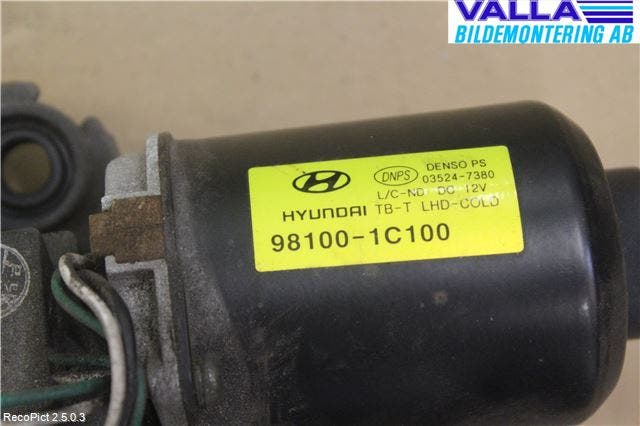 VALLA
BILDEMONTERING AB
DNPS DENSO PS
03524-7380
L/C-NO: DC 12V
HYUNDAI TB-T LHD-COLD
98100-1C100
RecoPict 2.5.0.3